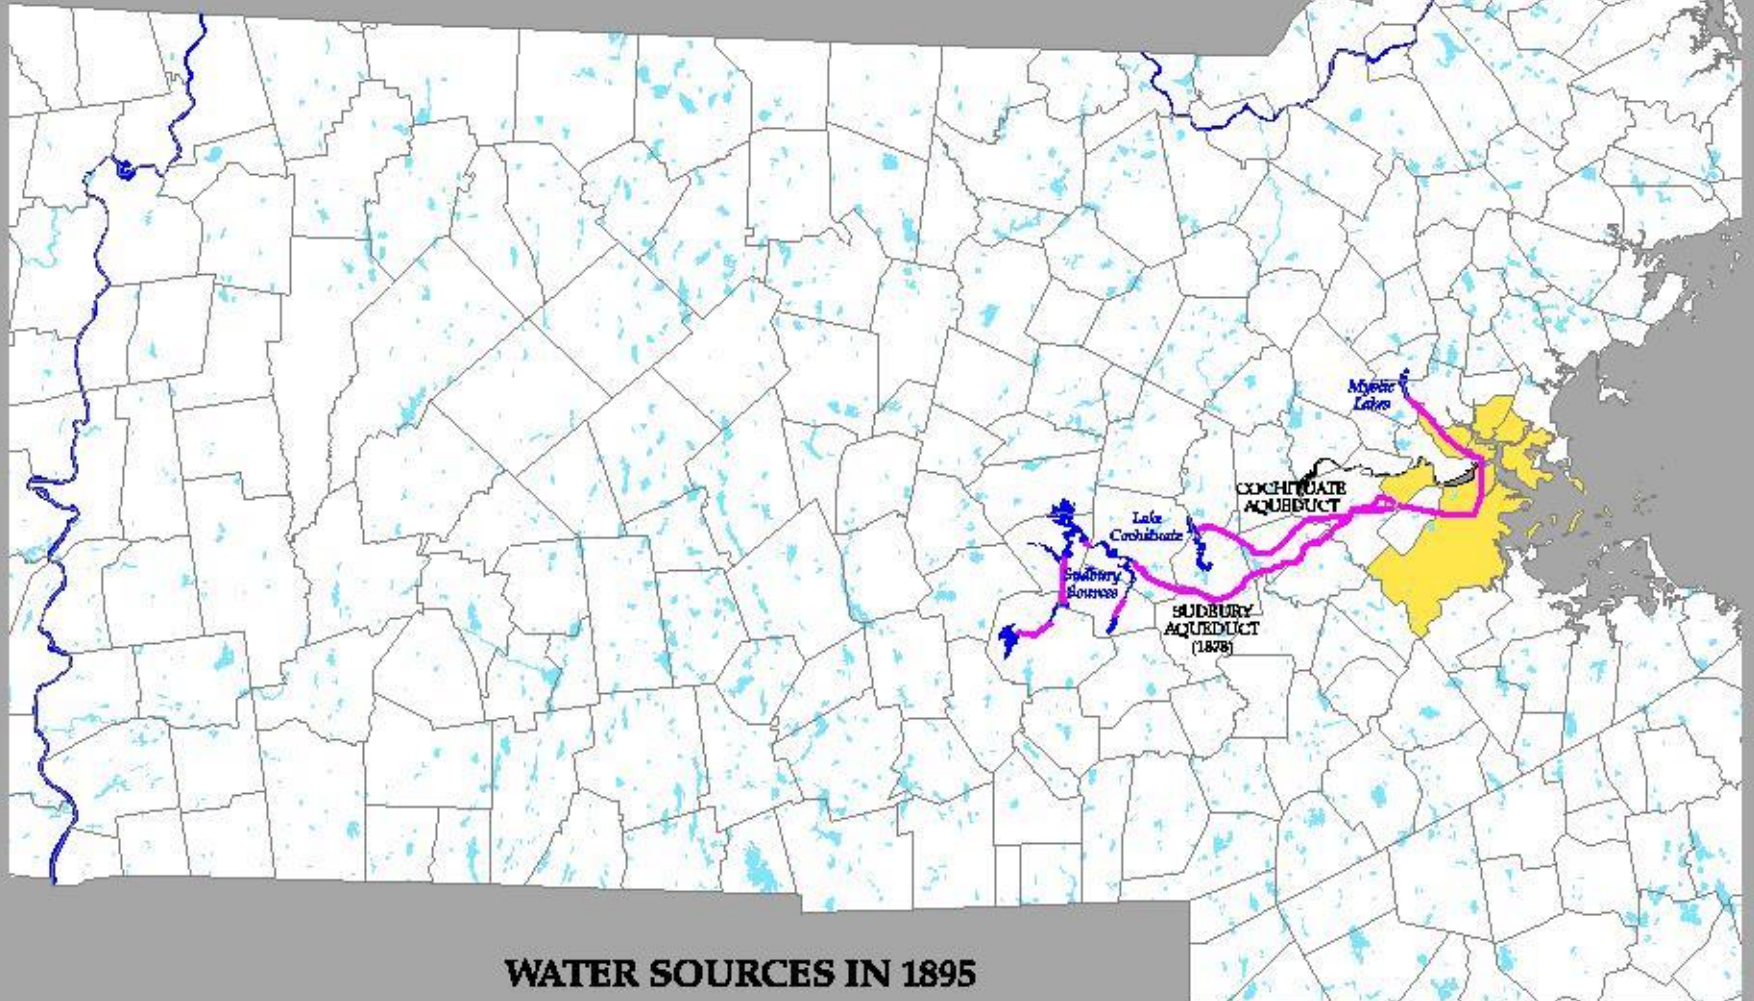 Mystic
Lakes
COCHITUATE
AQUEDUCT
Lake
Cochituate
Sudbury
Sources
SUDBURY
AQUEDUCT
(1878)
WATER SOURCES IN 1895